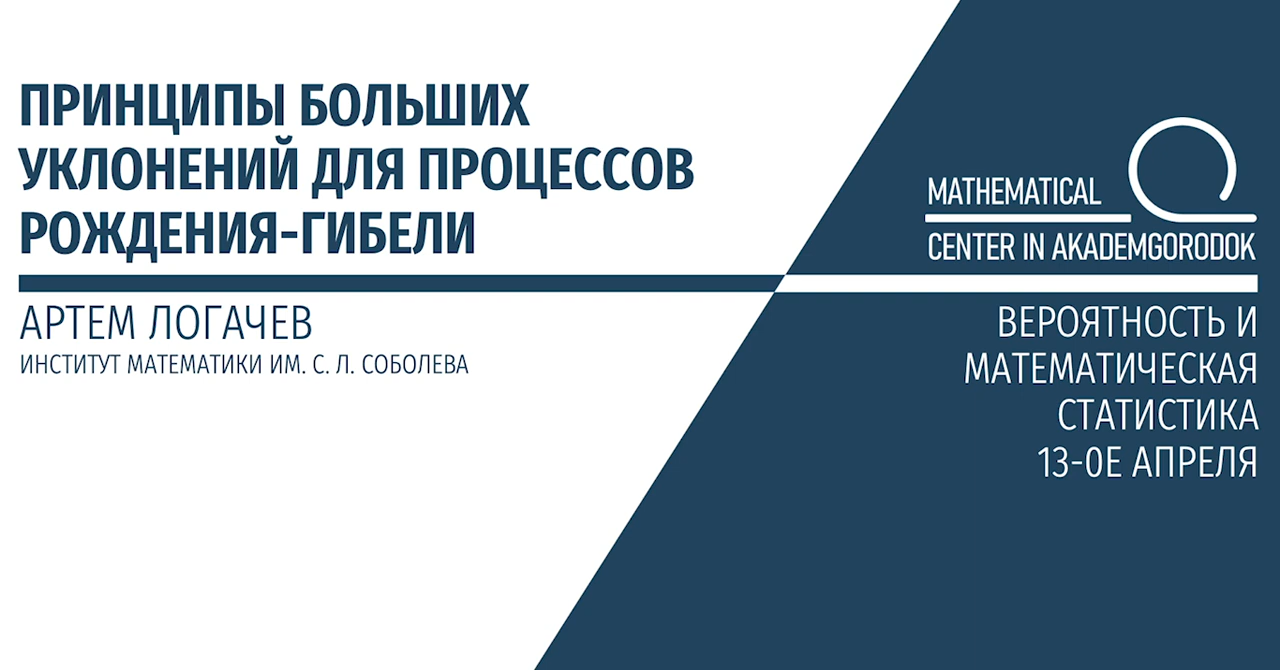 ПРИНЦИПЫ БОЛЬШИХ
УКЛОНЕНИЙ ДЛЯ ПРОЦЕССОВ
РОЖДЕНИЯ-ГИБЕЛИ
АРТЕМ ЛОГАЧЕВ
ИНСТИТУТ МАТЕМАТИКИ ИМ. С. Л. СОБОЛЕВА
MATHEMATICAL
CENTER IN AKADEMGORODOK
ВЕРОЯТНОСТЬ И
МАТЕМАТИЧЕСКАЯ
СТАТИСТИКА
13-ОЕ АПРЕЛЯ